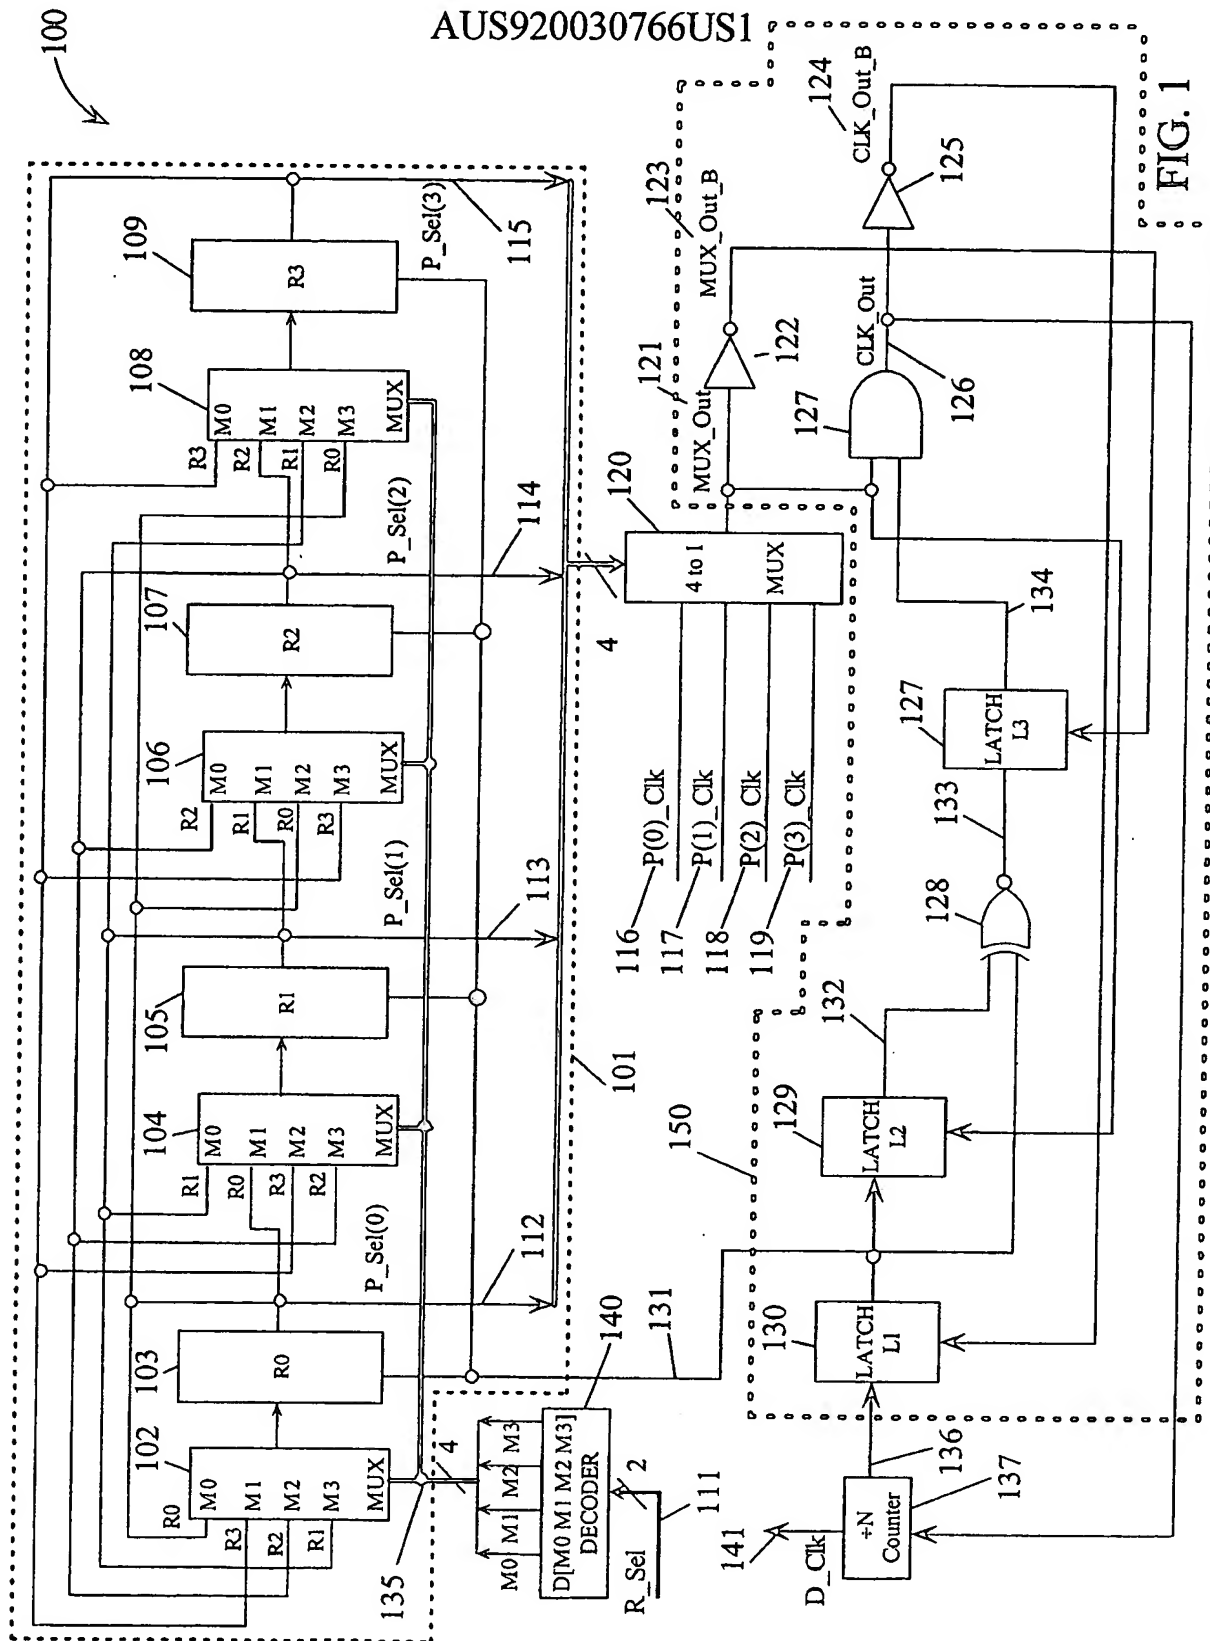 AUS920030766US1
100
102
103
104
105
106
107
108
109
R0
M0
R3
M1
R2
M2
R1
M3
MUX
R0
P_Sel(0)
112
R1
M0
R0
M1
R3
M2
R2
M3
MUX
R1
P_Sel(1)
113
R2
M0
R1
M1
R0
M2
R3
M3
MUX
R2
P_Sel(2)
114
R3
M0
R2
M1
R1
M2
R0
M3
MUX
R3
P_Sel(3)
115
101
135
4
M0 M1 M2 M3
D[M0 M1 M2 M3]
DECODER
140
R_Sel
2
111
131
4
116
P(0)_Clk
117
P(1)_Clk
118
P(2)_Clk
119
P(3)_Clk
120
4 to 1
MUX
121
MUX_Out
122
123
MUX_Out_B
127
CLK_Out
126
124
CLK_Out_B
125
150
141
D_Clk
÷N
Counter
137
136
130
LATCH
L1
129
LATCH
L2
132
128
133
127
LATCH
L3
134
FIG. 1